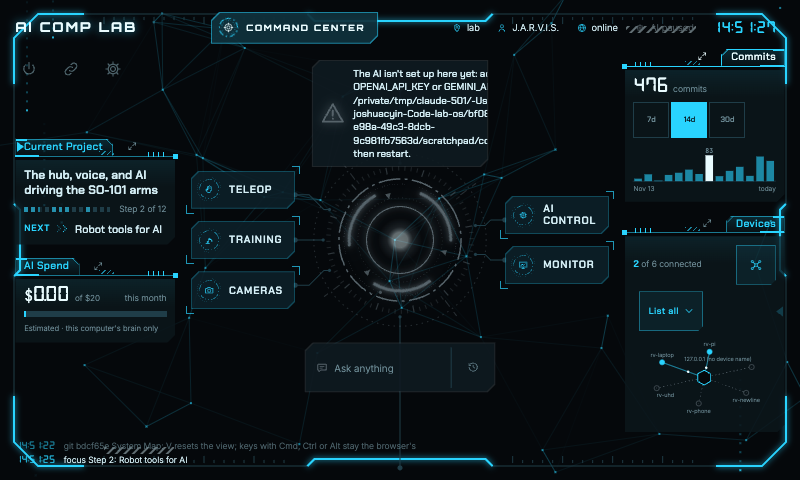 AI COMP LAB
COMMAND CENTER
lab
J.A.R.V.I.S.
online
The AI isn't set up here yet:
OPENAI_API_KEY or
/private/tmp/claude-501/-Us
joshuacyin-Code-lab-os/bf08
e98a-49c3-8dcb-
9c981fb7563d/scratchpad/co
then restart.
Commits
476 commits
7d 14d 30d
83
Nov 13 today
Current Project
The hub, voice, and AI
driving the SO-101 arms
Step 2 of 12
NEXT Robot tools for AI
AI Spend
$0.00 of $20 this month
Estimated · this computer's brain only
TELEOP
TRAINING
CAMERAS
AI
CONTROL
MONITOR
Devices
2 of 6 connected
List all
rv-pi
rv-laptop
127.0.0.1 (no device name)
rv-uhd
rv-newline
rv-phone
Ask anything
14:51:22 git bdcf65e System Map: V resets the view; keys with Cmd, Ctrl or Alt stay the browser's
14:51:25 focus Step 2: Robot tools for AI